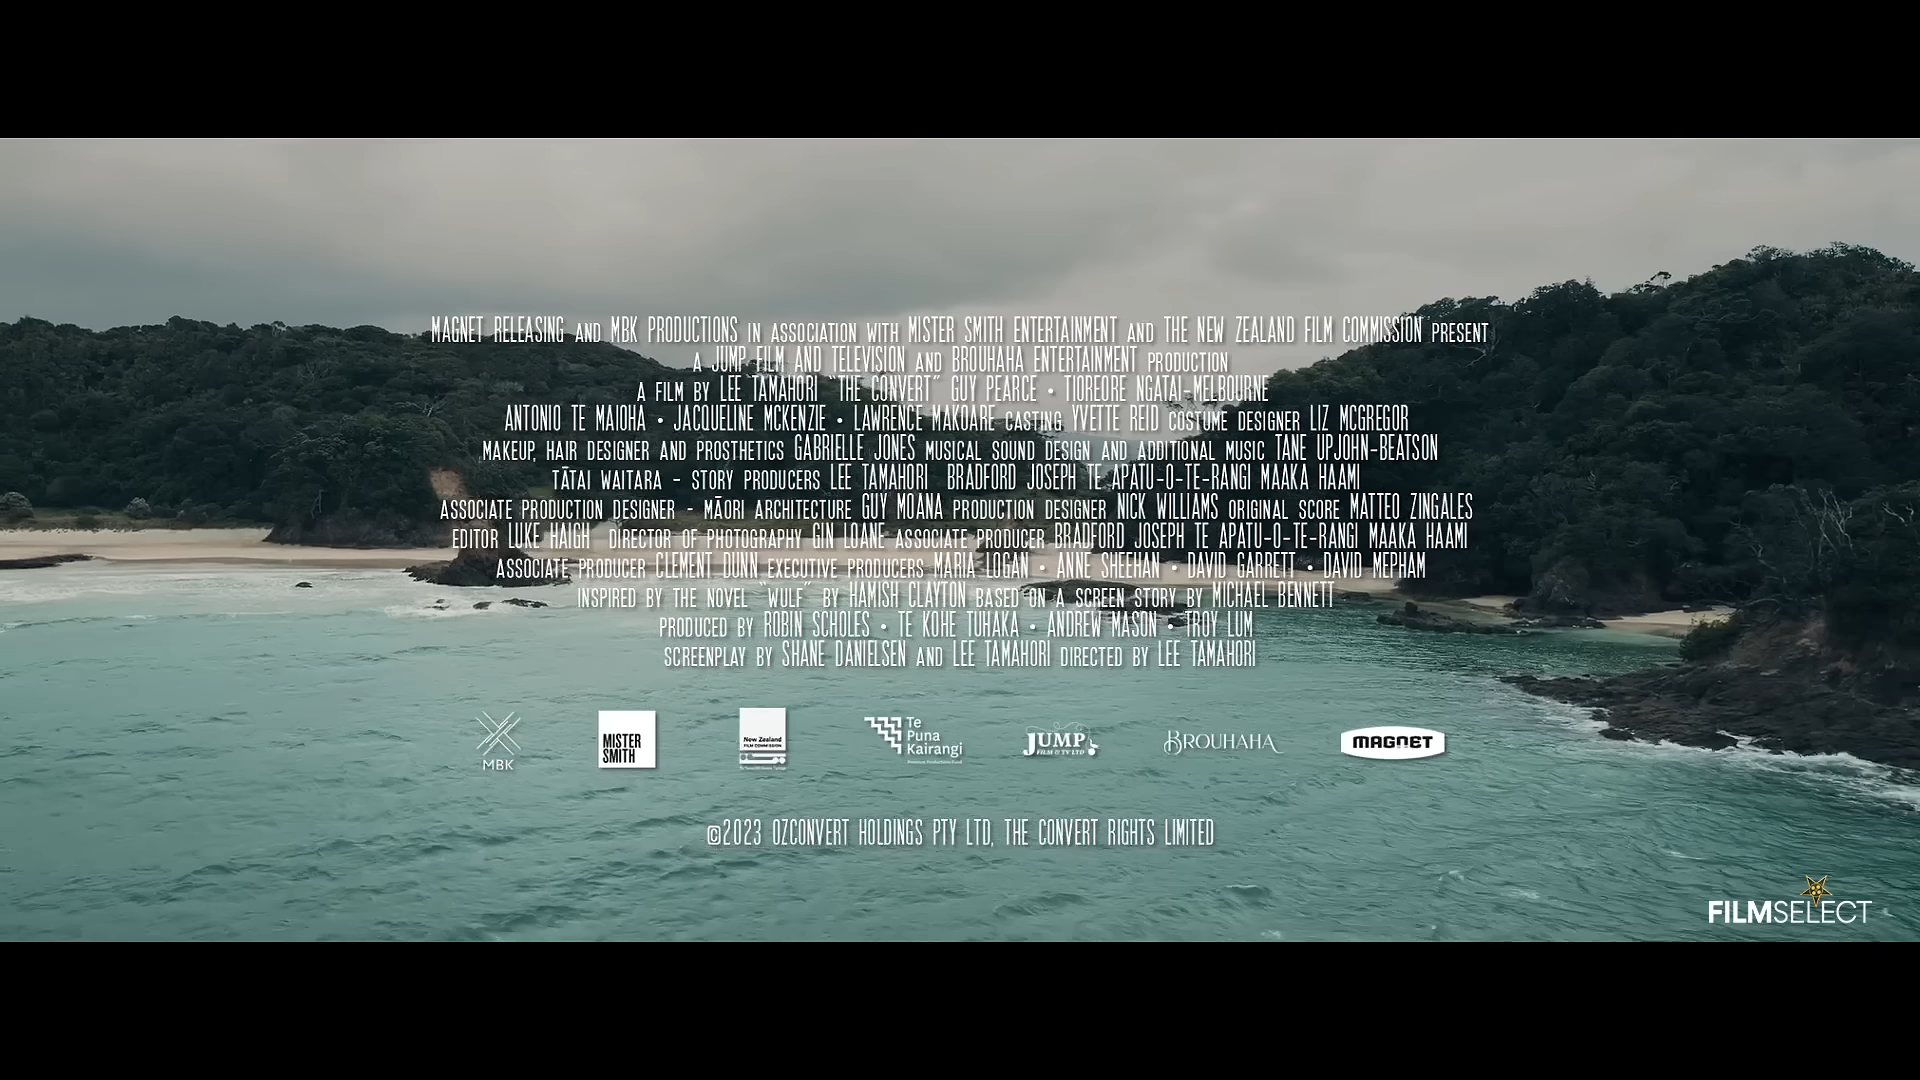 MAGNET RELEASING AND MBK PRODUCTIONS IN ASSOCIATION WITH MISTER SMITH ENTERTAINMENT AND THE NEW ZEALAND FILM COMMISSION PRESENT
A JUMP FILM AND TELEVISION AND BROUHAHA ENTERTAINMENT PRODUCTION
A FILM BY LEE TAMAHORI "THE CONVERT" GUY PEARCE • TIOREORE NGATAI-MELBOURNE
ANTONIO TE MAIOHA • JACQUELINE MCKENZIE • LAWRENCE MAKOARE CASTING YVETTE REID COSTUME DESIGNER LIZ MCGREGOR
MAKEUP, HAIR DESIGNER AND PROSTHETICS GABRIELLE JONES MUSICAL SOUND DESIGN AND ADDITIONAL MUSIC TANE UPJOHN-BEATSON
TĀTAI WAITARA - STORY PRODUCERS LEE TAMAHORI BRADFORD JOSEPH TE APATU-O-TE-RANGI MAAKA HAAMI
ASSOCIATE PRODUCTION DESIGNER - MĀORI ARCHITECTURE GUY MOANA PRODUCTION DESIGNER NICK WILLIAMS ORIGINAL SCORE MATTEO ZINGALES
EDITOR LUKE HAIGH DIRECTOR OF PHOTOGRAPHY GIN LOANE ASSOCIATE PRODUCER BRADFORD JOSEPH TE APATU-O-TE-RANGI MAAKA HAAMI
ASSOCIATE PRODUCER CLEMENT DUNN EXECUTIVE PRODUCERS MARIA LOGAN • ANNE SHEEHAN • DAVID GARRETT • DAVID MEPHAM
INSPIRED BY THE NOVEL "WULF" BY HAMISH CLAYTON BASED ON A SCREEN STORY BY MICHAEL BENNETT
PRODUCED BY ROBIN SCHOLES • TE KOHE TUHAKA • ANDREW MASON • TROY LUM
SCREENPLAY BY SHANE DANIELSEN AND LEE TAMAHORI DIRECTED BY LEE TAMAHORI
MBK
MISTER
SMITH
New Zealand
FILM COMMISSION
Te
Puna
Kairangi
JUMP
FILM & TV LTD
BROUHAHA
MAGNET
©2023 OZCONVERT HOLDINGS PTY LTD, THE CONVERT RIGHTS LIMITED
FILMSELECT